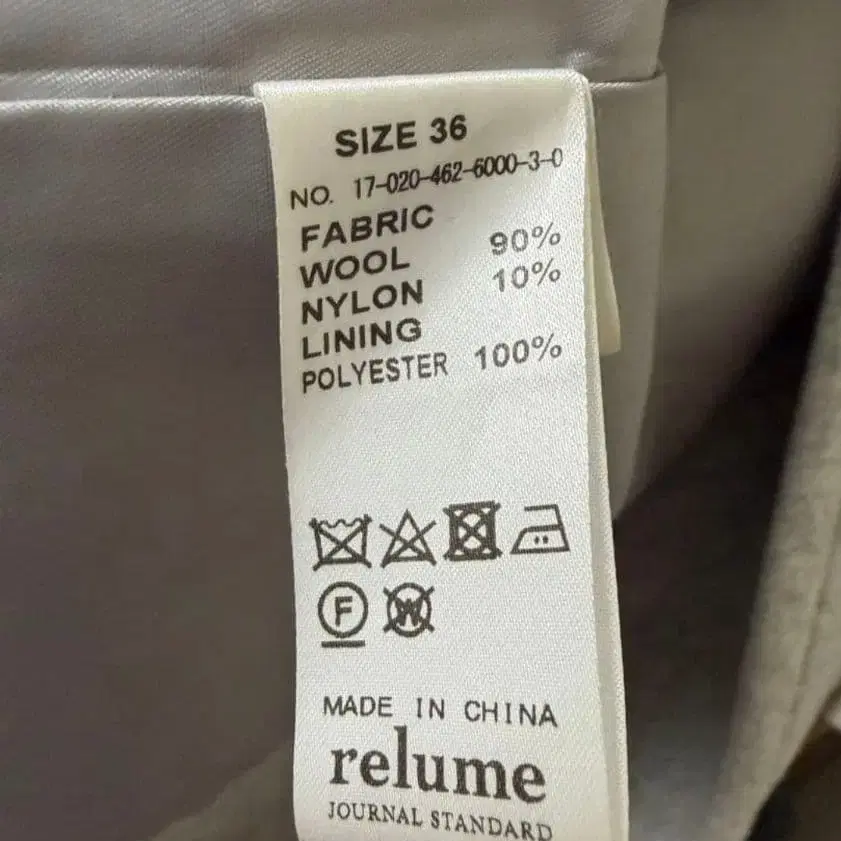 SIZE 36
NO. 17-020-462-6000-3-0
FABRIC
WOOL 90%
NYLON 10%
LINING
POLYESTER 100%
F W
MADE IN CHINA
relume
JOURNAL STANDARD